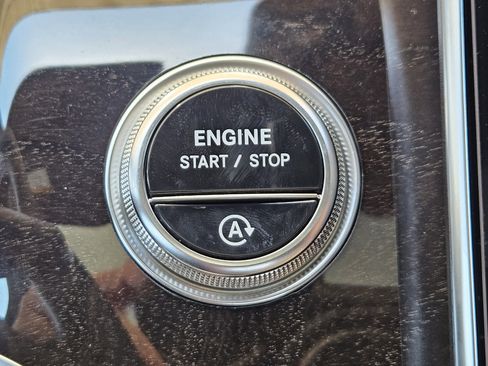 ENGINE
START / STOP
A